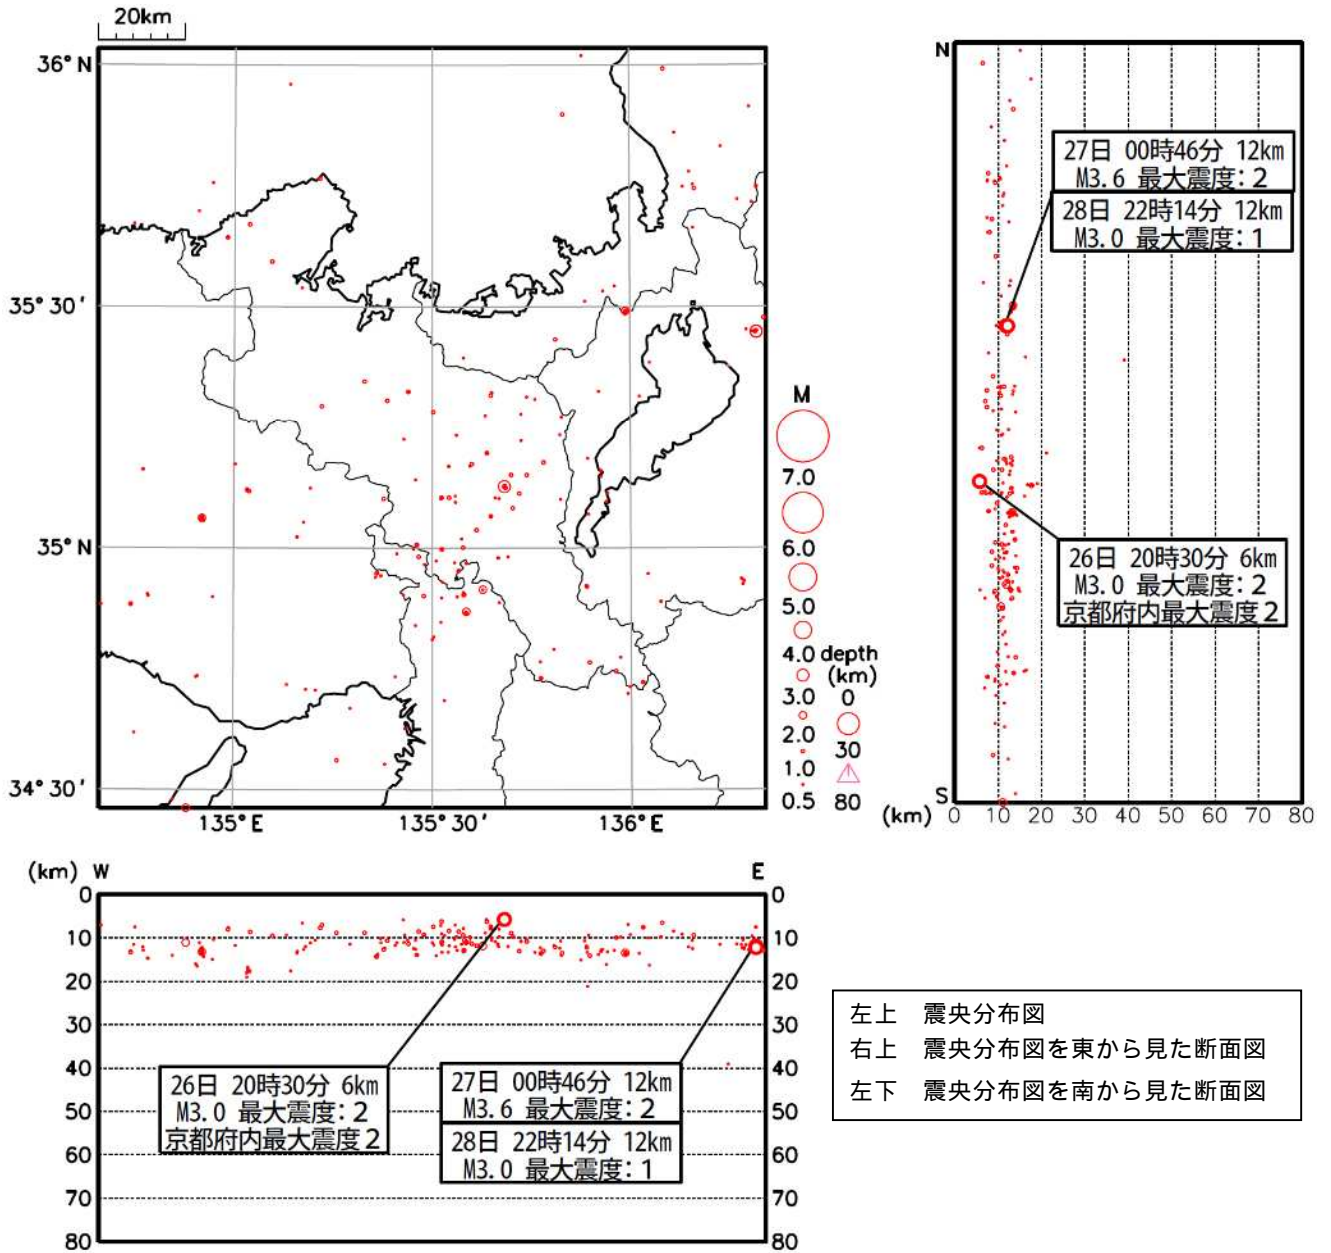 20km
36°N
35°30′
35°N
34°30′
135°E
135°30′
136°E
M
7.0
6.0
5.0
4.0
3.0
2.0
1.0
0.5
depth
(km)
0
30
80
N
27日 00時46分 12km
M3.6 最大震度：2
28日 22時14分 12km
M3.0 最大震度：1
26日 20時30分 6km
M3.0 最大震度：2
京都府内最大震度２
S
(km) 0 10 20 30 40 50 60 70 80
(km) W
E
0
10
20
30
40
50
60
70
80
0
10
20
30
40
50
60
70
80
26日 20時30分 6km
M3.0 最大震度：2
京都府内最大震度２
27日 00時46分 12km
M3.6 最大震度：2
28日 22時14分 12km
M3.0 最大震度：1
左上　震央分布図
右上　震央分布図を東から見た断面図
左下　震央分布図を南から見た断面図